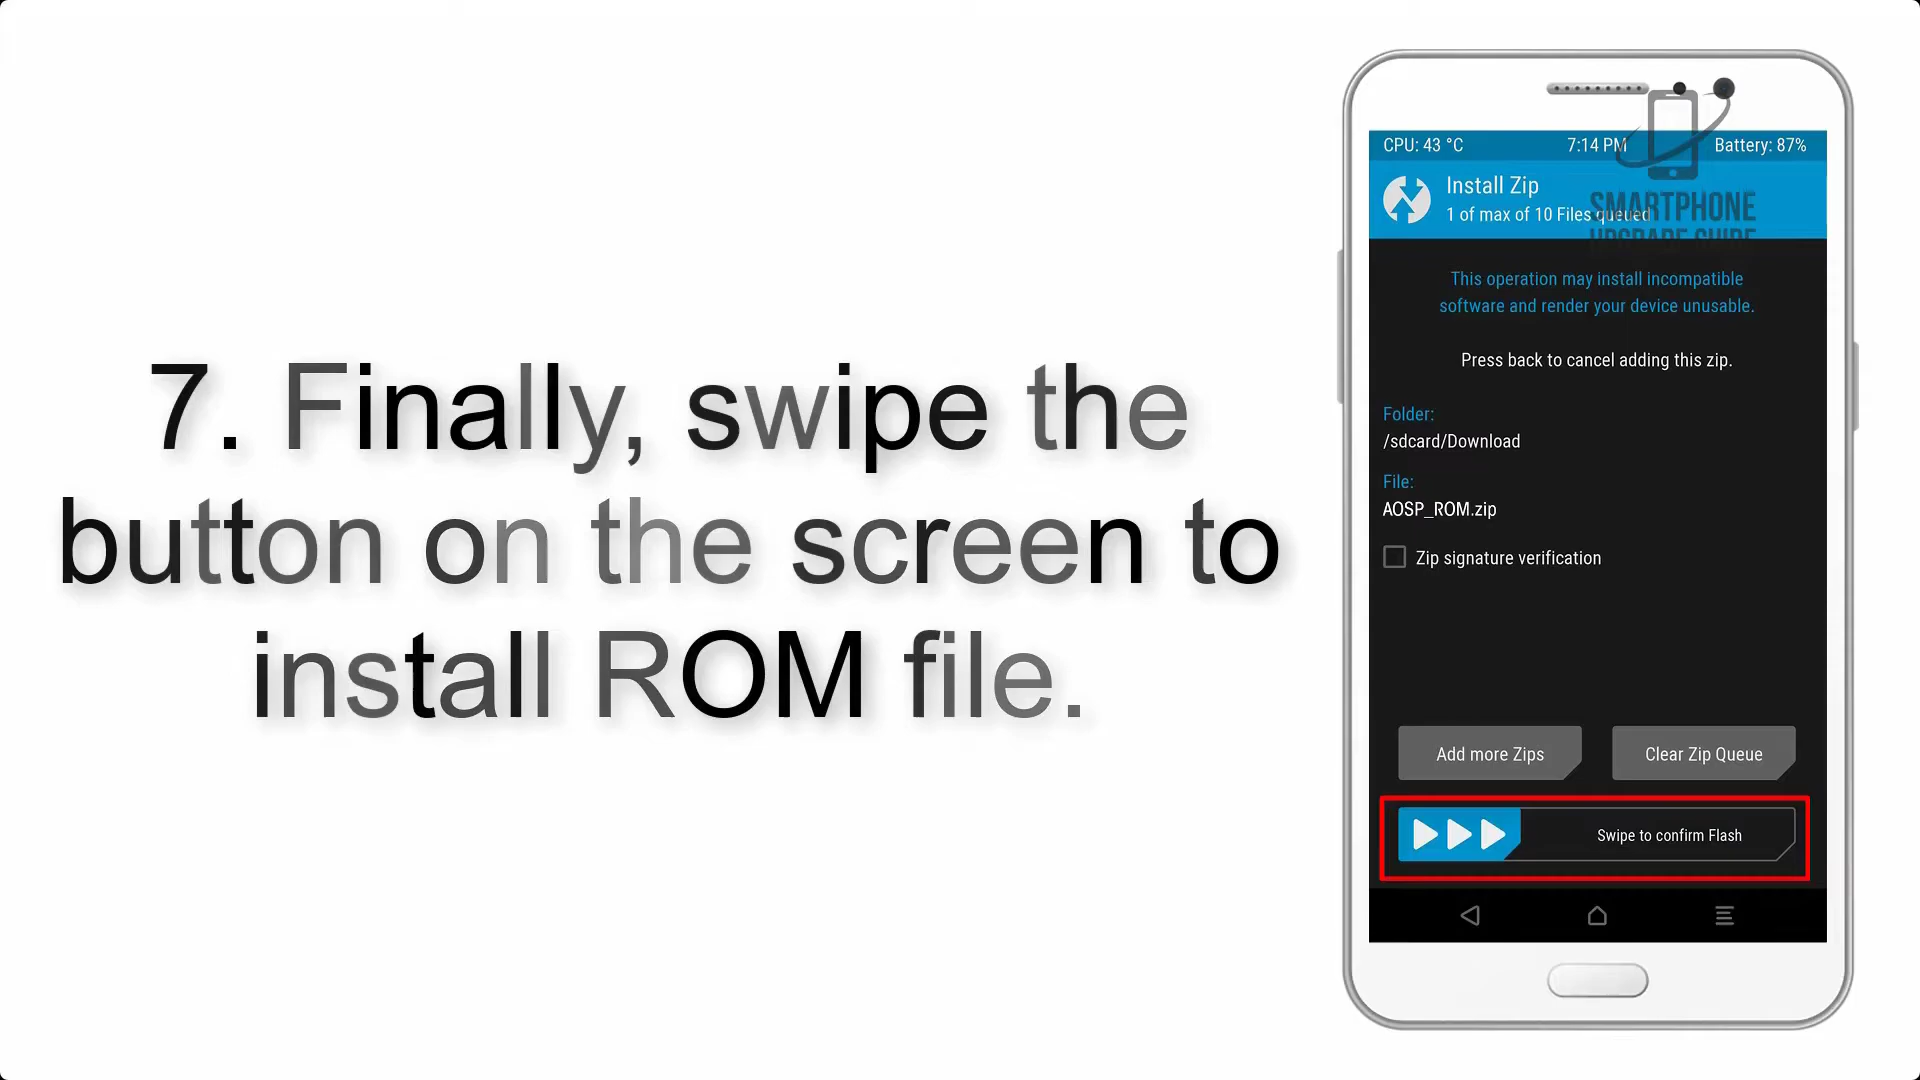 7. Finally, swipe the
button on the screen to
install ROM file.
CPU: 43 °C
7:14 PM
Battery: 87%
Install Zip
1 of max of 10 Files queued
SMARTPHONE
UPGRADE GUIDE
This operation may install incompatible
software and render your device unusable.
Press back to cancel adding this zip.
Folder:
/sdcard/Download
File:
AOSP_ROM.zip
Zip signature verification
Add more Zips
Clear Zip Queue
Swipe to confirm Flash